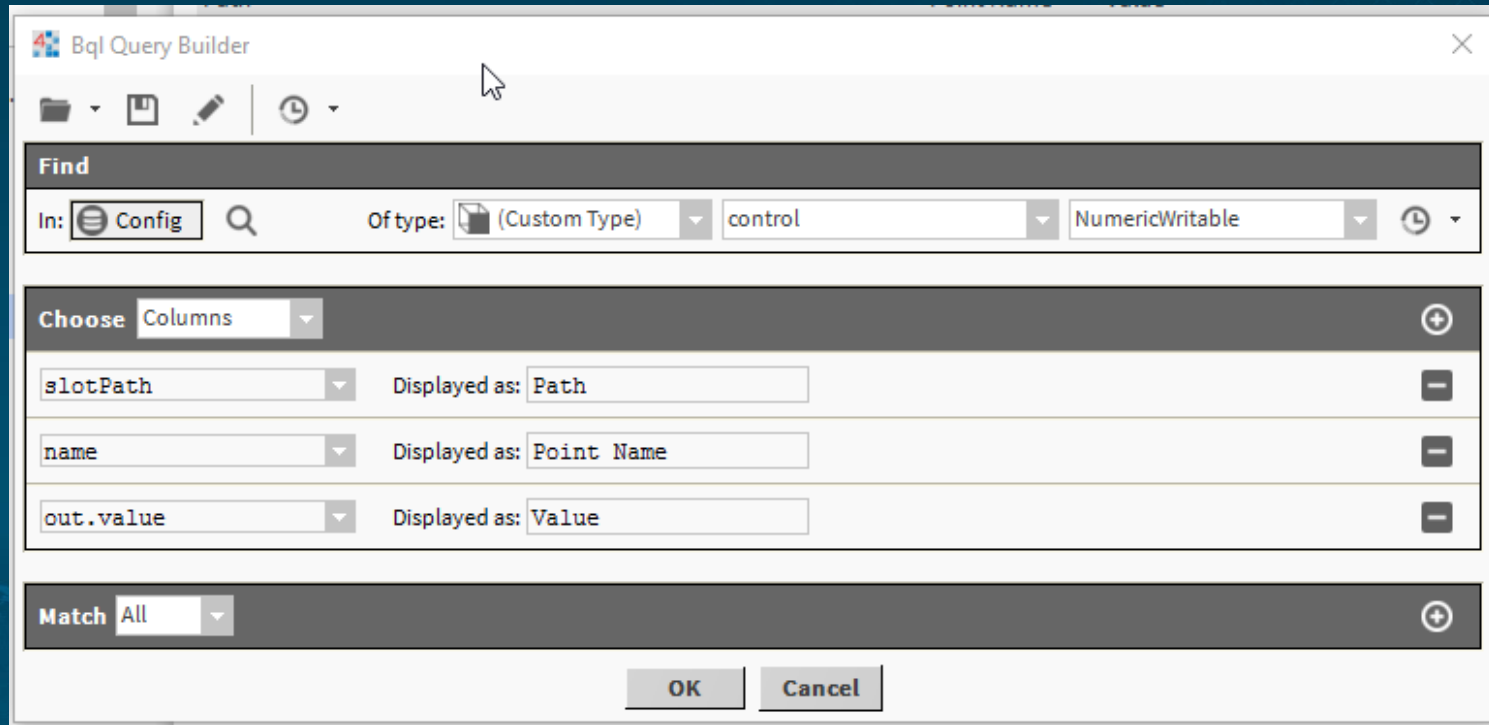 Bql Query Builder
Find
In: Config Of type: (Custom Type) control NumericWritable
Choose Columns
slotPath Displayed as: Path
name Displayed as: Point Name
out.value Displayed as: Value
Match All
OK Cancel